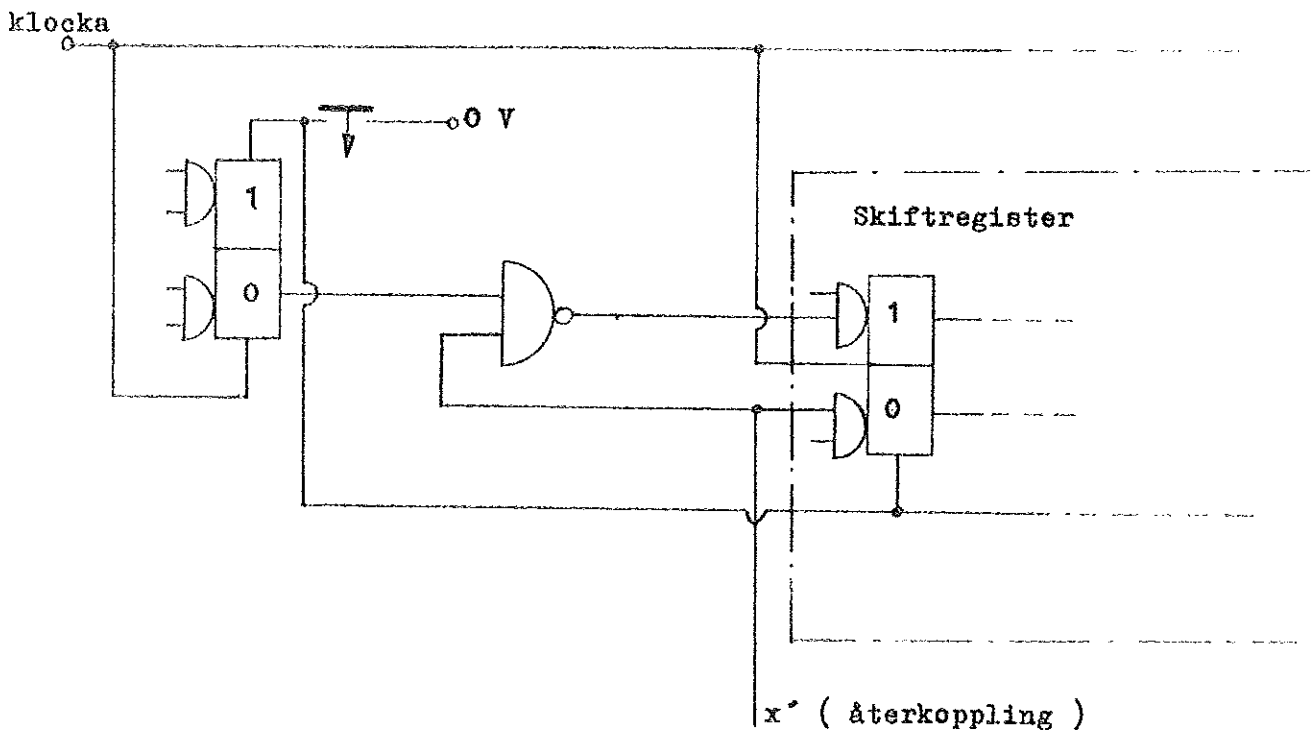 klocka
0 V
1
0
Skiftregister
1
0
x' ( återkoppling )